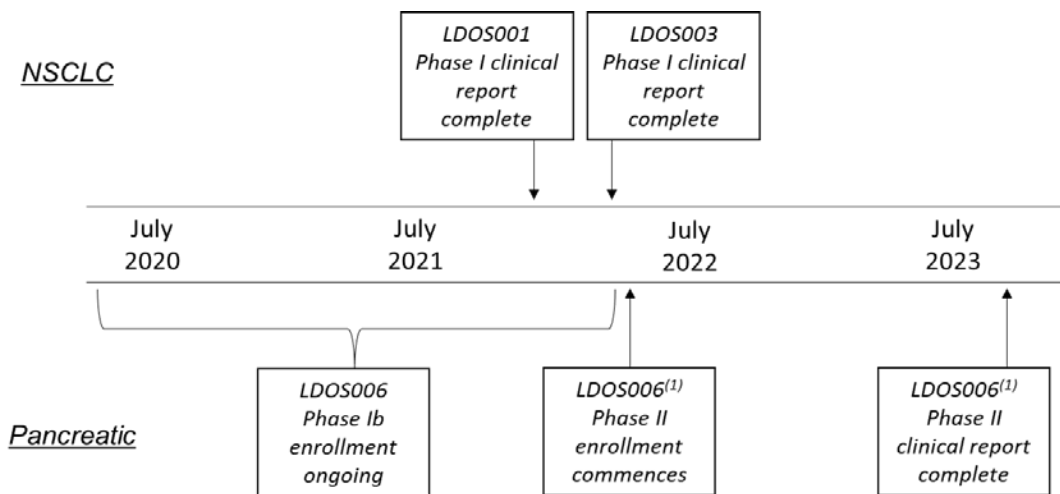 NSCLC
LDOS001
Phase I clinical
report
complete
LDOS003
Phase I clinical
report
complete
July
2020
July
2021
July
2022
July
2023
Pancreatic
LDOS006
Phase Ib
enrollment
ongoing
LDOS006(1)
Phase II
enrollment
commences
LDOS006(1)
Phase II
clinical report
complete